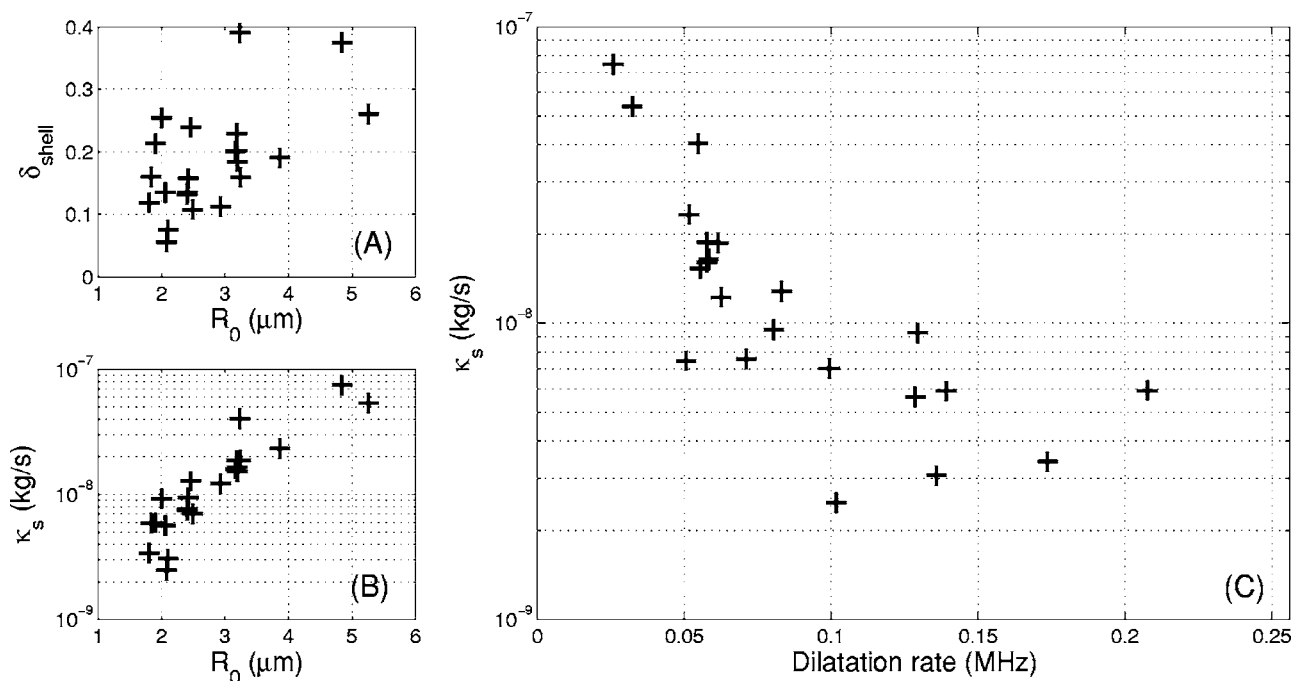 0.4
0.3
0.2
0.1
0
δshell
(A)
1 2 3 4 5 6
R0 (μm)
10−7
10−8
10−9
κs (kg/s)
(B)
1 2 3 4 5 6
R0 (μm)
10−7
10−8
10−9
κs (kg/s)
(C)
0 0.05 0.1 0.15 0.2 0.25
Dilatation rate (MHz)